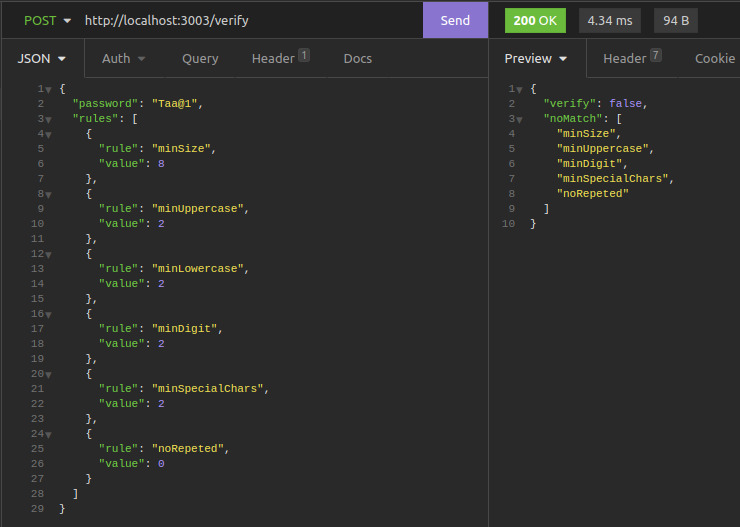 POST http://localhost:3003/verify Send 200 OK 4.34 ms 94 B
JSON Auth Query Header 1 Docs Preview Header 7 Cookie
1 {
2 "password": "Taa@1",
3 "rules": [
4 {
5 "rule": "minSize",
6 "value": 8
7 },
8 {
9 "rule": "minUppercase",
10 "value": 2
11 },
12 {
13 "rule": "minLowercase",
14 "value": 2
15 },
16 {
17 "rule": "minDigit",
18 "value": 2
19 },
20 {
21 "rule": "minSpecialChars",
22 "value": 2
23 },
24 {
25 "rule": "noRepeted",
26 "value": 0
27 }
28 ]
29 }
1 {
2 "verify": false,
3 "noMatch": [
4 "minSize",
5 "minUppercase",
6 "minDigit",
7 "minSpecialChars",
8 "noRepeted"
9 ]
10 }